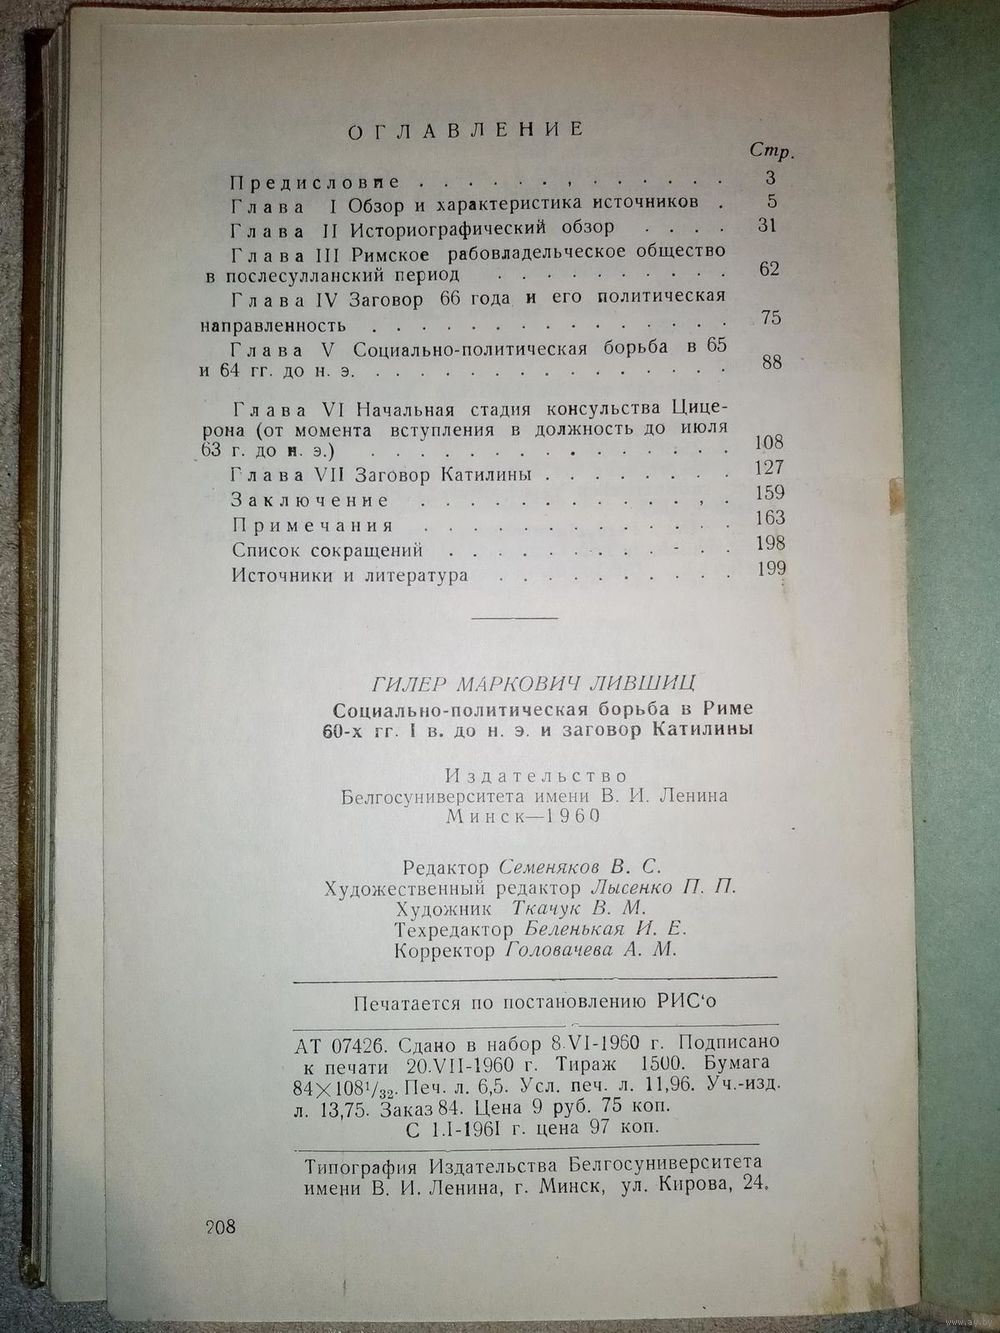 ОГЛАВЛЕНИЕ
Стр.
Предисловие . . . . . . . . . . . . . 3
Глава I Обзор и характеристика источников . 5
Глава II Историографический обзор . . . . 31
Глава III Римское рабовладельческое общество
в послесулланский период . . . . . . . . . . 62
Глава IV Заговор 66 года и его политическая
направленность . . . . . . . . . . . . . . . 75
Глава V Социально-политическая борьба в 65
и 64 гг. до н. э. . . . . . . . . . . . . . . . 88
Глава VI Начальная стадия консульства Цице-
рона (от момента вступления в должность до июля
63 г. до н. э.) . . . . . . . . . . . . . . . 108
Глава VII Заговор Катилины . . . . . . . . 127
Заключение . . . . . . . . . . . . . 159
Примечания . . . . . . . . . . . . . 163
Список сокращений . . . . . . . . . . . . 198
Источники и литература . . . . . . . . . . 199
ГИЛЕР МАРКОВИЧ ЛИВШИЦ
Социально-политическая борьба в Риме
60-х гг. I в. до н. э. и заговор Катилины
Издательство
Белгосуниверситета имени В. И. Ленина
Минск—1960
Редактор Семеняков В. С.
Художественный редактор Лысенко П. П.
Художник Ткачук В. М.
Техредактор Беленькая И. Е.
Корректор Головачева А. М.
Печатается по постановлению РИС‘о
АТ 07426. Сдано в набор 8.VI-1960 г. Подписано
к печати 20.VII-1960 г. Тираж 1500. Бумага
84×108¹/₃₂. Печ. л. 6,5. Усл. печ. л. 11,96. Уч.-изд.
л. 13,75. Заказ 84. Цена 9 руб. 75 коп.
С 1.I-1961 г. цена 97 коп.
Типография Издательства Белгосуниверситета
имени В. И. Ленина, г. Минск, ул. Кирова, 24.
208
www.ay.by